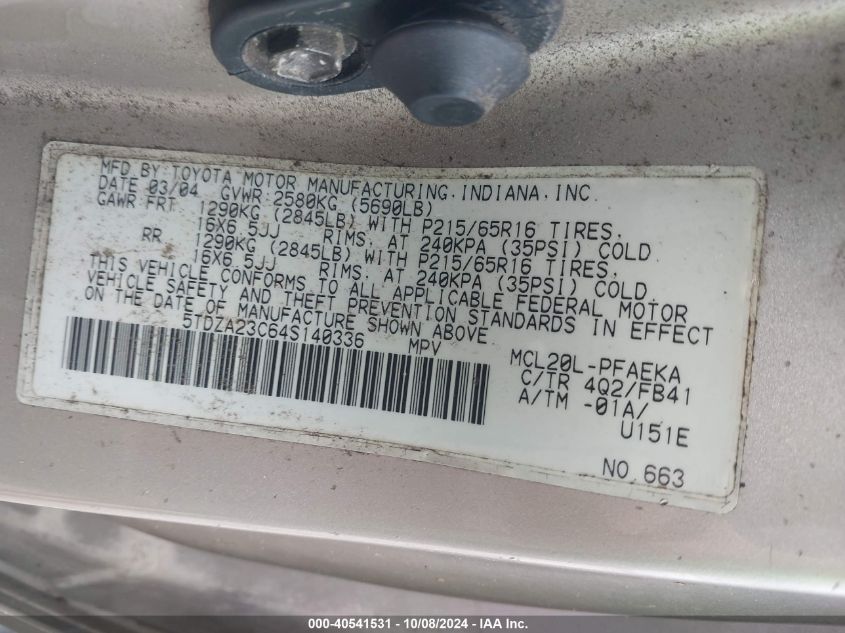 MFD. BY: TOYOTA MOTOR MANUFACTURING, INDIANA, INC.
DATE 03/04 GVWR 2580KG (5690LB)
GAWR FRT 1290KG (2845LB) WITH P215/65R16 TIRES,
16X6.5JJ RIMS, AT 240KPA (35PSI) COLD
RR 1290KG (2845LB) WITH P215/65R16 TIRES,
16X6.5JJ RIMS, AT 240KPA (35PSI) COLD
THIS VEHICLE CONFORMS TO ALL APPLICABLE FEDERAL MOTOR
VEHICLE SAFETY AND THEFT PREVENTION STANDARDS IN EFFECT
ON THE DATE OF MANUFACTURE SHOWN ABOVE.
5TDZA23C64S140336 MPV
MCL20L-PFAEKA
C/TR 4Q2/FB41
A/TM -01A/
U151E
NO. 663
000-40541531 - 10/08/2024 - IAA Inc.